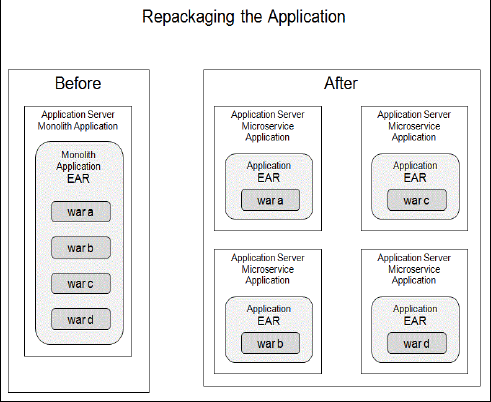 Repackaging the Application
Before
Application Server
Monolith Application
Monolith
Application
EAR
war a
war b
war c
war d
After
Application Server
Microservice
Application
Application
EAR
war a
Application Server
Microservice
Application
Application
EAR
war c
Application Server
Microservice
Application
Application
EAR
war b
Application Server
Microservice
Application
Application
EAR
war d